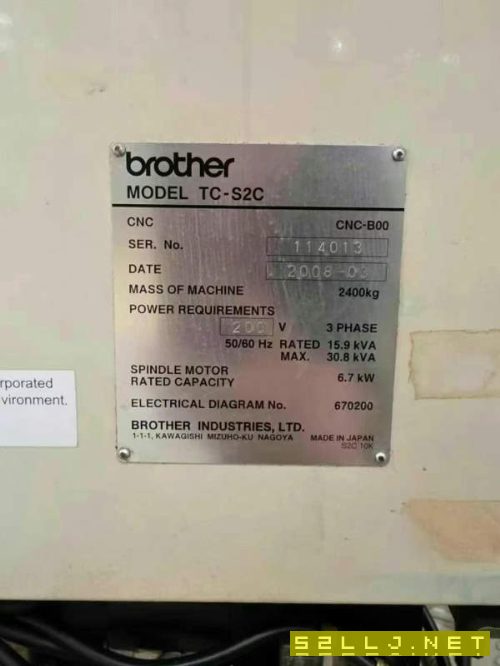 brother
MODEL TC-S2C
CNC CNC-B00
SER. No. 114013
DATE 2008-03
MASS OF MACHINE 2400kg
POWER REQUIREMENTS
200 V 3 PHASE
50/60 Hz RATED 15.9 kVA
MAX. 30.8 kVA
SPINDLE MOTOR
RATED CAPACITY 6.7 kW
ELECTRICAL DIAGRAM No. 670200
BROTHER INDUSTRIES, LTD.
1-1-1, KAWAGISHI MIZUHO-KU NAGOYA MADE IN JAPAN
S2C 10K
rporated
vironment.
52LLJ.NET